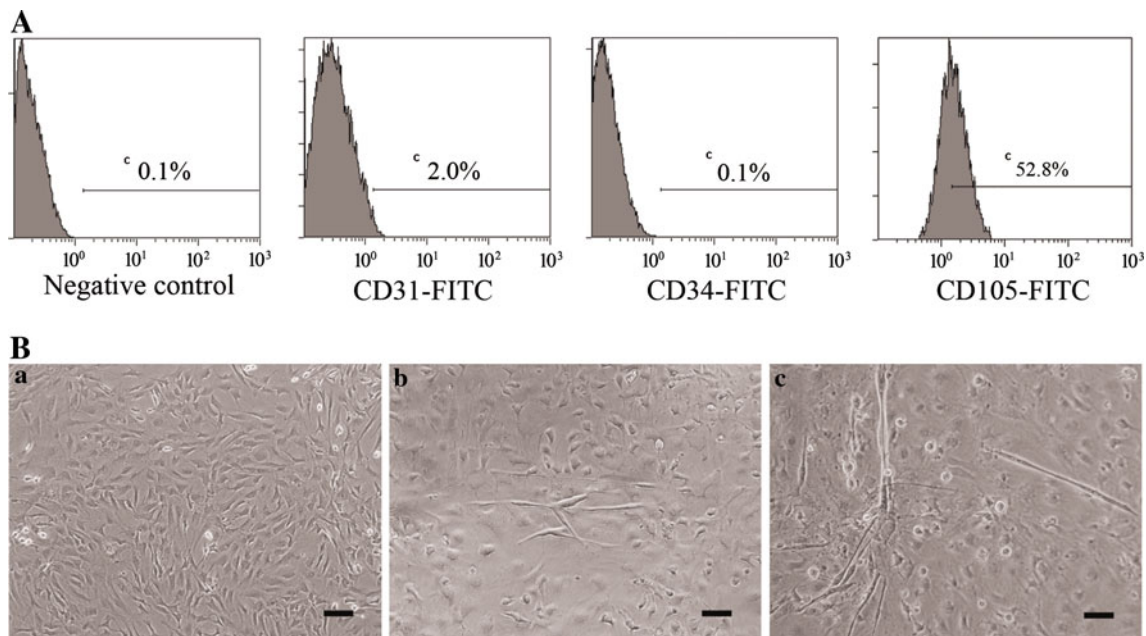 A
c 0.1%
10⁰ 10¹ 10² 10³
Negative control
c 2.0%
10⁰ 10¹ 10² 10³
CD31-FITC
c 0.1%
10⁰ 10¹ 10² 10³
CD34-FITC
c 52.8%
10⁰ 10¹ 10² 10³
CD105-FITC
B
a
b
c